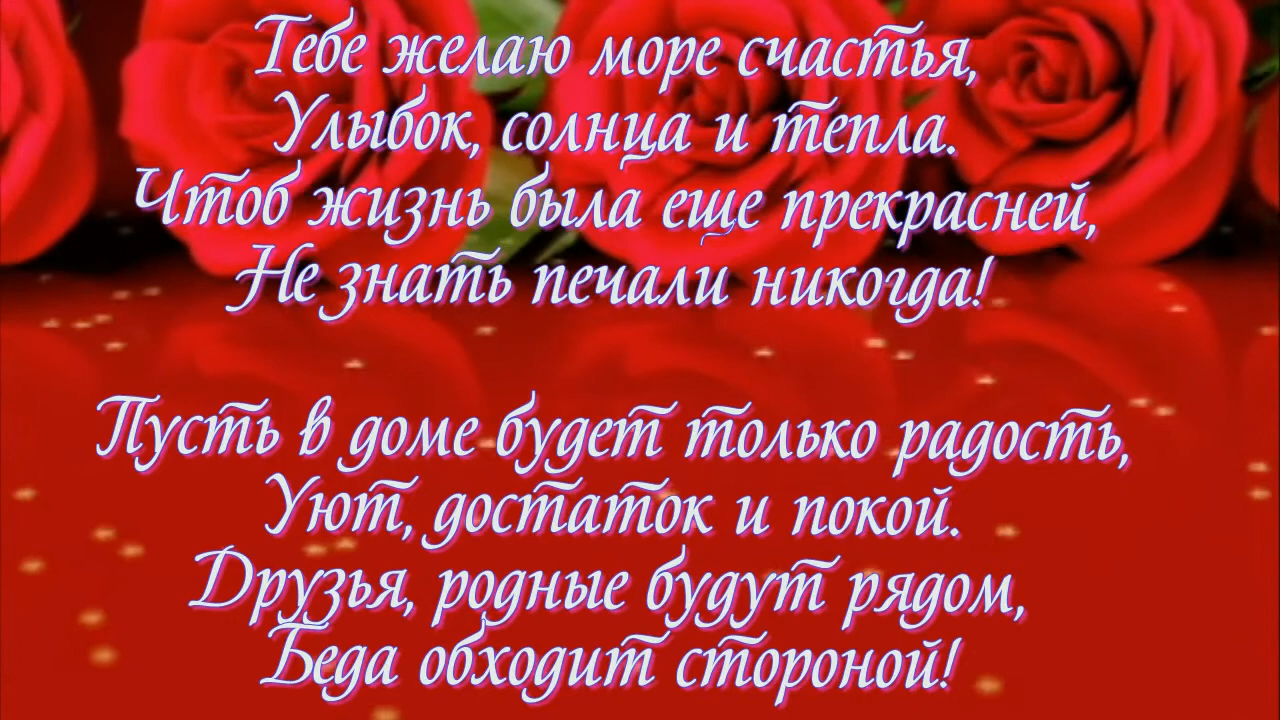 Тебе желаю море счастья,
Улыбок, солнца и тепла.
Чтоб жизнь была еще прекрасней,
Не знать печали никогда!
Пусть в доме будет только радость,
Уют, достаток и покой.
Друзья, родные будут рядом,
Беда обходит стороной!